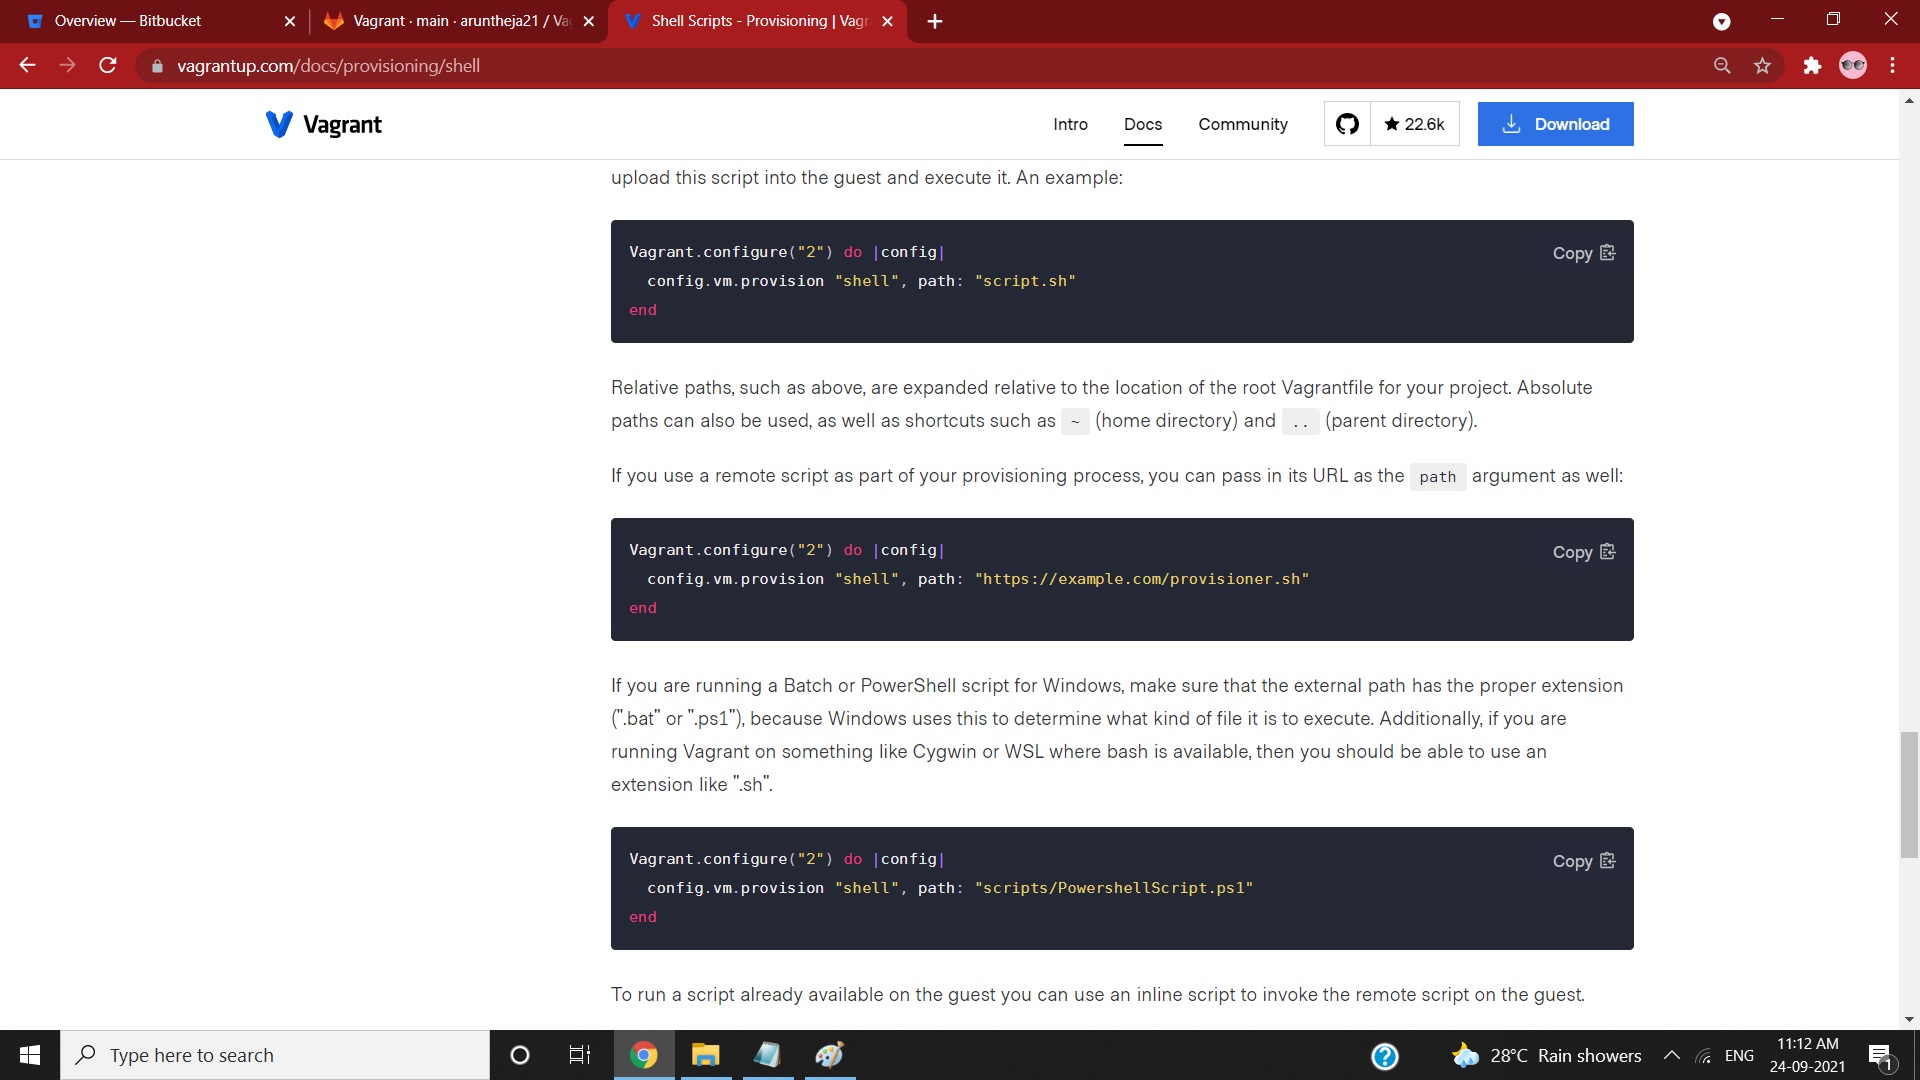 Overview — Bitbucket
Vagrant · main · aruntheja21 / Va
Shell Scripts - Provisioning | Vagr
vagrantup.com/docs/provisioning/shell
Vagrant
Intro
Docs
Community
22.6k
Download
upload this script into the guest and execute it. An example:
Vagrant.configure("2") do |config|
Copy
config.vm.provision "shell", path: "script.sh"
end
Relative paths, such as above, are expanded relative to the location of the root Vagrantfile for your project. Absolute
paths can also be used, as well as shortcuts such as ~ (home directory) and .. (parent directory).
If you use a remote script as part of your provisioning process, you can pass in its URL as the path argument as well:
Vagrant.configure("2") do |config|
Copy
config.vm.provision "shell", path: "https://example.com/provisioner.sh"
end
If you are running a Batch or PowerShell script for Windows, make sure that the external path has the proper extension
(".bat" or ".ps1"), because Windows uses this to determine what kind of file it is to execute. Additionally, if you are
running Vagrant on something like Cygwin or WSL where bash is available, then you should be able to use an
extension like ".sh".
Vagrant.configure("2") do |config|
Copy
config.vm.provision "shell", path: "scripts/PowershellScript.ps1"
end
To run a script already available on the guest you can use an inline script to invoke the remote script on the guest.
Type here to search
28°C Rain showers
ENG
11:12 AM
24-09-2021
1